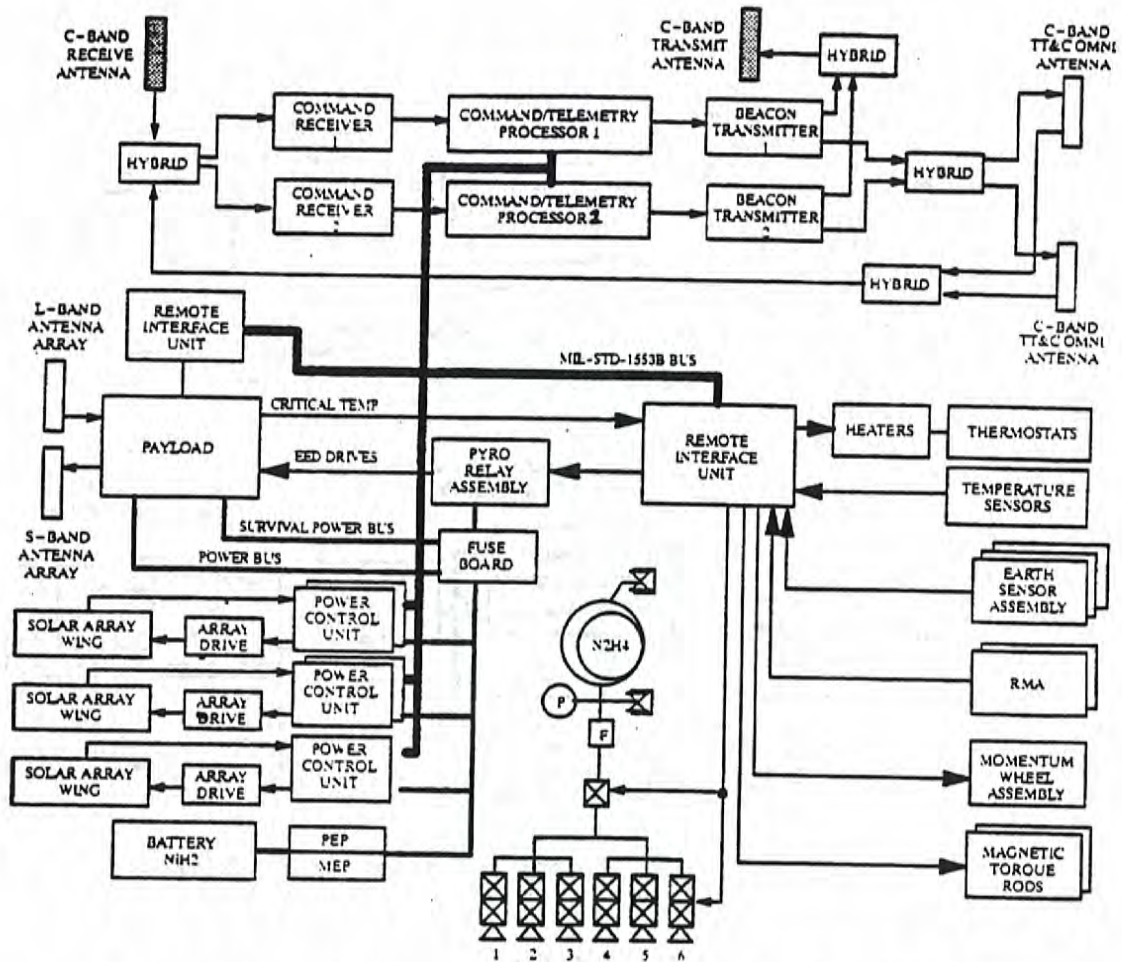 C-BAND
RECEIVE
ANTENNA
C-BAND
TRANSMIT
ANTENNA
HYBRID
C-BAND
TT&C OMNI
ANTENNA
COMMAND
RECEIVER
1
COMMAND/TELEMETRY
PROCESSOR 1
BEACON
TRANSMITTER
1
HYBRID
HYBRID
COMMAND
RECEIVER
2
COMMAND/TELEMETRY
PROCESSOR 2
BEACON
TRANSMITTER
2
HYBRID
C-BAND
TT&C OMNI
ANTENNA
L-BAND
ANTENNA
ARRAY
REMOTE
INTERFACE
UNIT
MIL-STD-1553B BUS
CRITICAL TEMP
PAYLOAD
EED DRIVES
PYRO
RELAY
ASSEMBLY
REMOTE
INTERFACE
UNIT
HEATERS
THERMOSTATS
TEMPERATURE
SENSORS
S-BAND
ANTENNA
ARRAY
SURVIVAL POWER BUS
POWER BUS
FUSE
BOARD
EARTH
SENSOR
ASSEMBLY
SOLAR ARRAY
WING
ARRAY
DRIVE
POWER
CONTROL
UNIT
N2H4
RMA
SOLAR ARRAY
WING
ARRAY
DRIVE
POWER
CONTROL
UNIT
P
F
SOLAR ARRAY
WING
ARRAY
DRIVE
POWER
CONTROL
UNIT
MOMENTUM
WHEEL
ASSEMBLY
BATTERY
NiH2
PEP
MEP
MAGNETIC
TORQUE
RODS
1 2 3 4 5 6